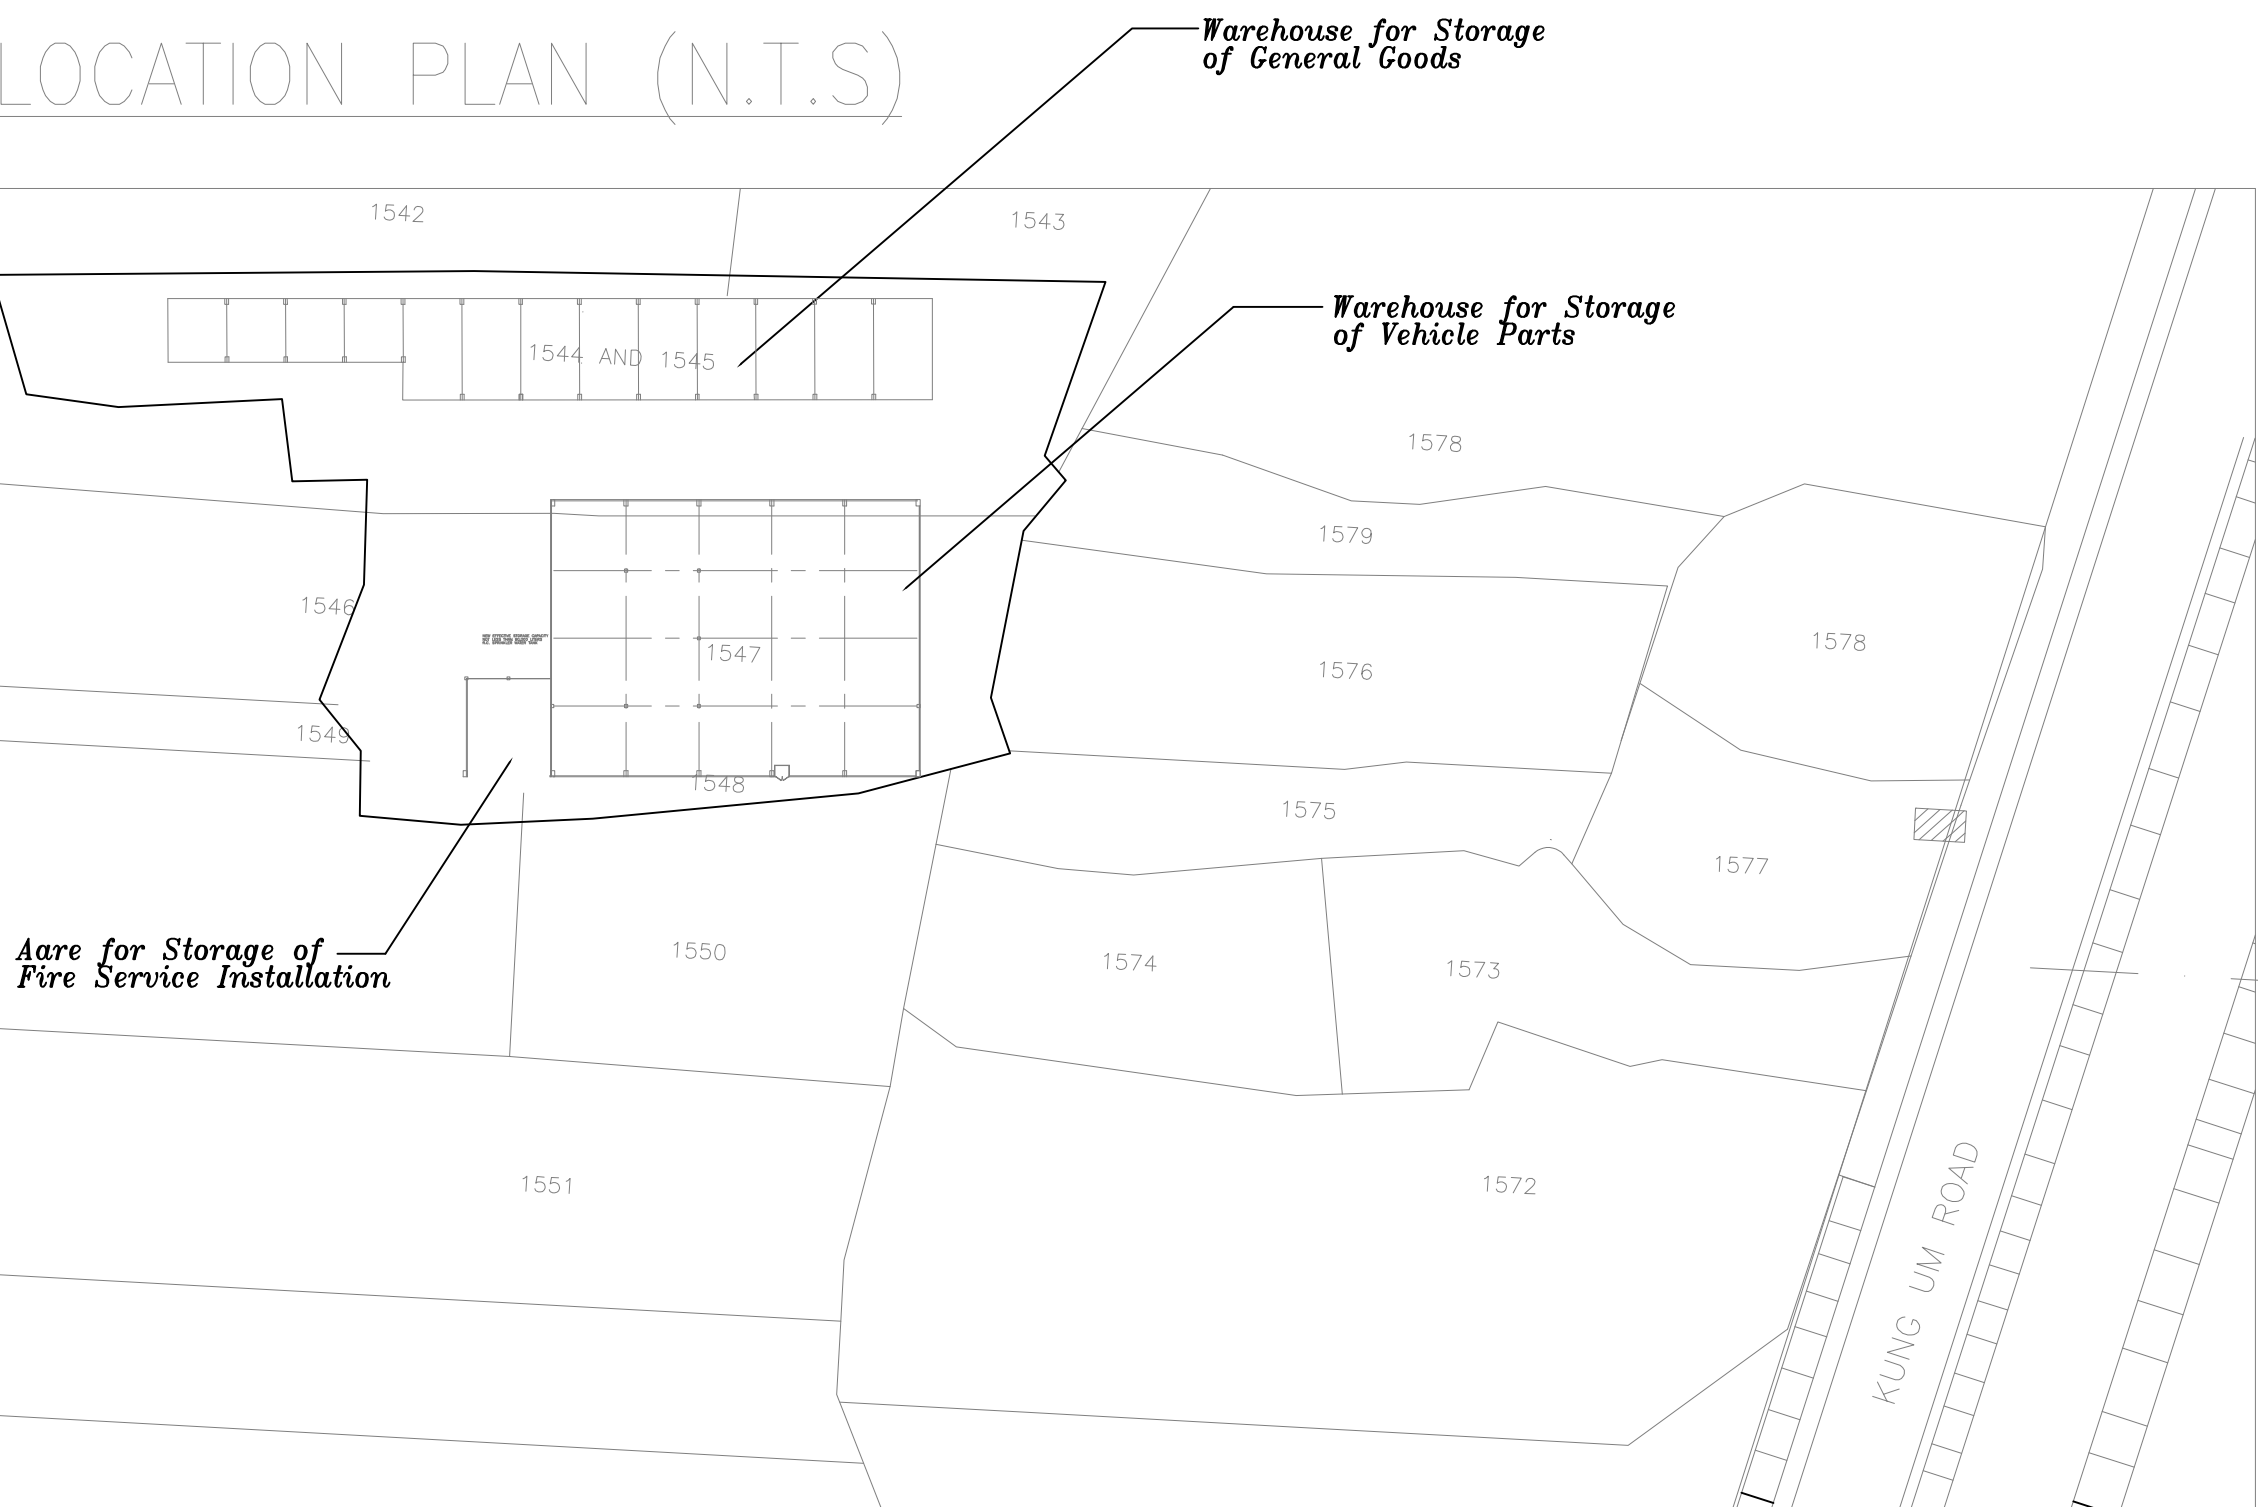 LOCATION PLAN (N.T.S)
Warehouse for Storage
of General Goods
1542
1543
Warehouse for Storage
of Vehicle Parts
1544 AND 1545
1578
1579
1546
1547
1576
1578
1549
1548
1575
1577
Aare for Storage of
Fire Service Installation
1550
1574
1573
1551
1572
KUNG UM ROAD